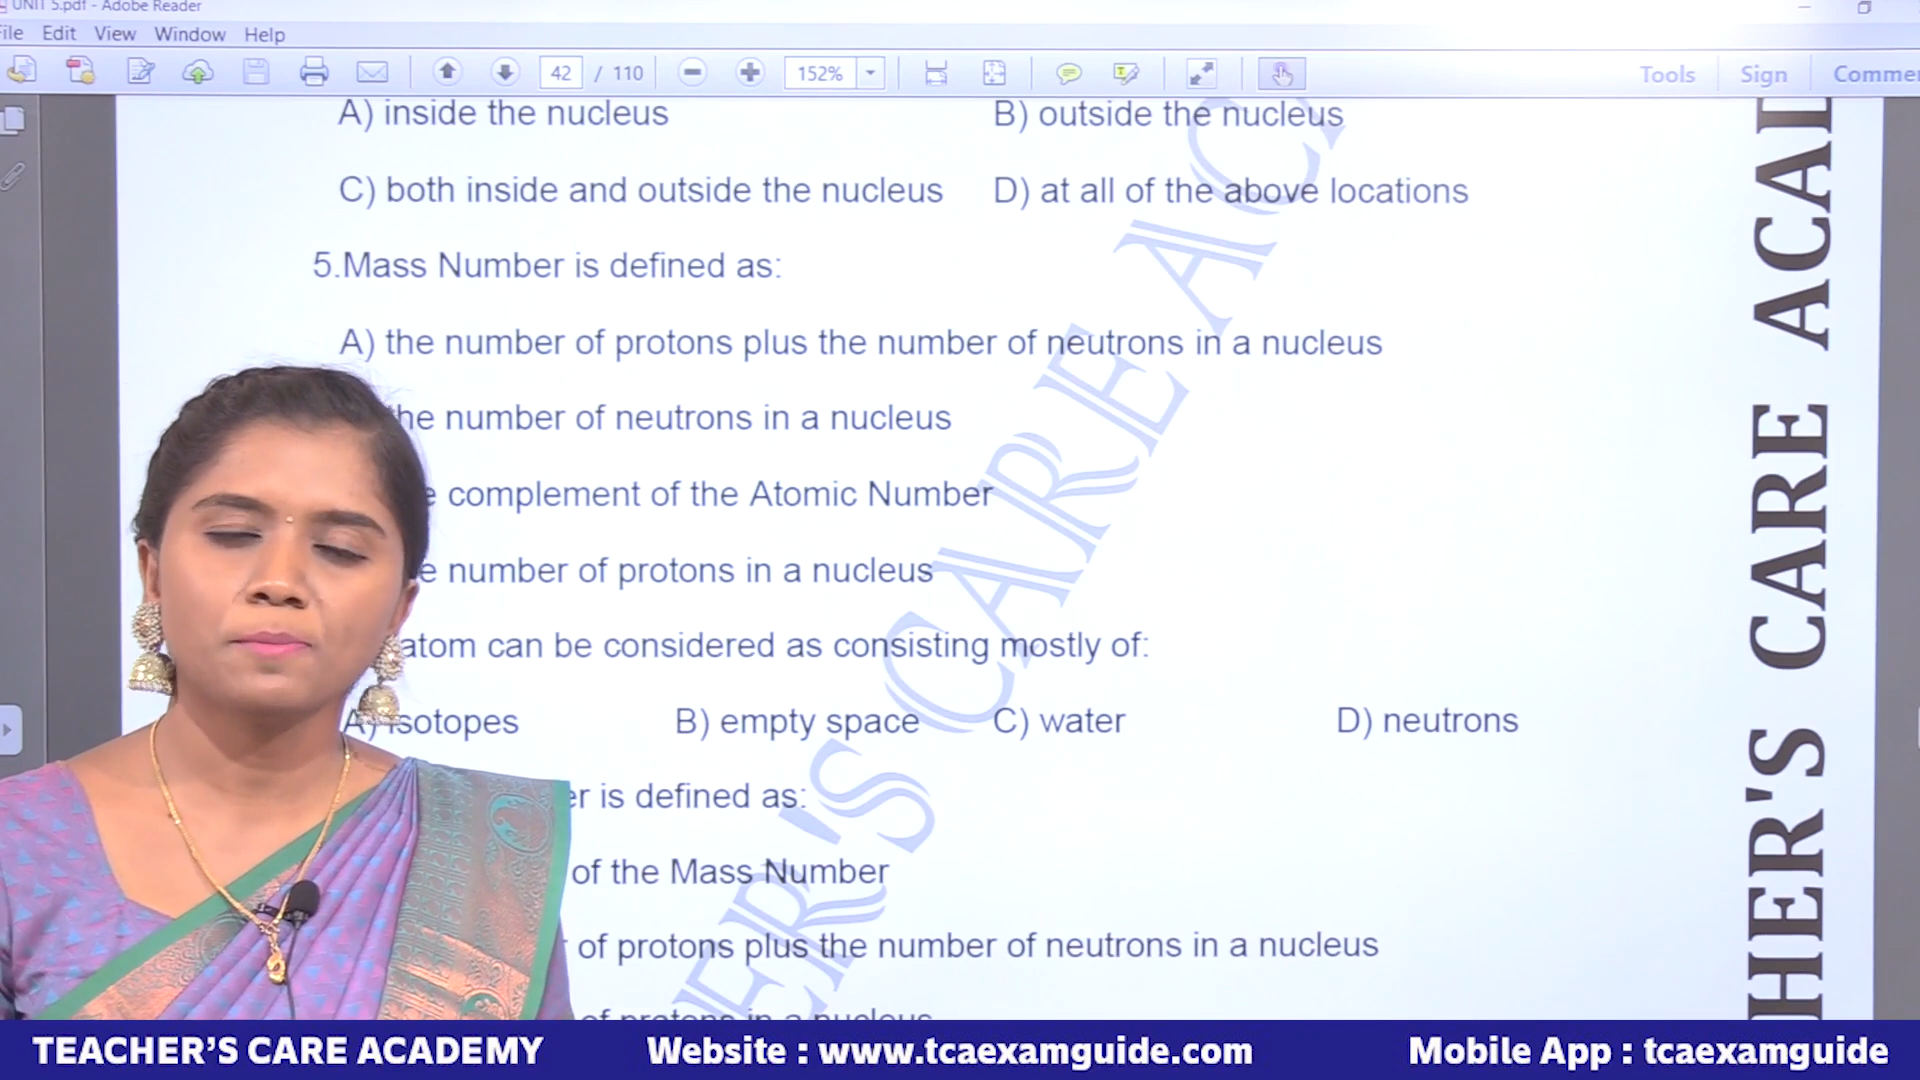 UNIT 5.pdf - Adobe Reader
File Edit View Window Help
42 / 110 152% Tools Sign
A) inside the nucleus B) outside the nucleus
C) both inside and outside the nucleus D) at all of the above locations
5.Mass Number is defined as:
A) the number of protons plus the number of neutrons in a nucleus
the number of neutrons in a nucleus
complement of the Atomic Number
number of protons in a nucleus
atom can be considered as consisting mostly of:
A) isotopes B) empty space C) water D) neutrons
is defined as:
of the Mass Number
of protons plus the number of neutrons in a nucleus
of protons in a nucleus
CARE
TEACHER'S CARE ACADEMY Website : www.tcaexamguide.com Mobile App : tcaexamguide